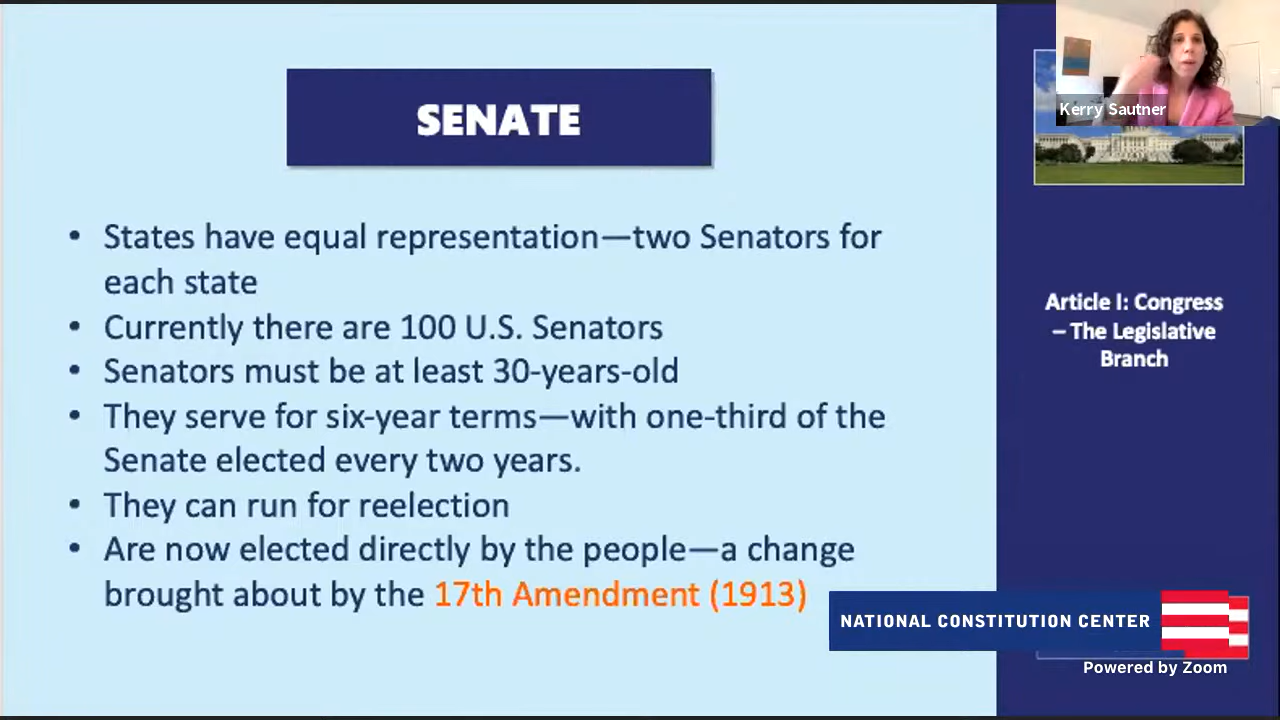 SENATE
• States have equal representation—two Senators for
each state
• Currently there are 100 U.S. Senators
• Senators must be at least 30-years-old
• They serve for six-year terms—with one-third of the
Senate elected every two years.
• They can run for reelection
• Are now elected directly by the people—a change
brought about by the 17th Amendment (1913)
Kerry Sautner
Article I: Congress
– The Legislative
Branch
NATIONAL CONSTITUTION CENTER
Powered by Zoom